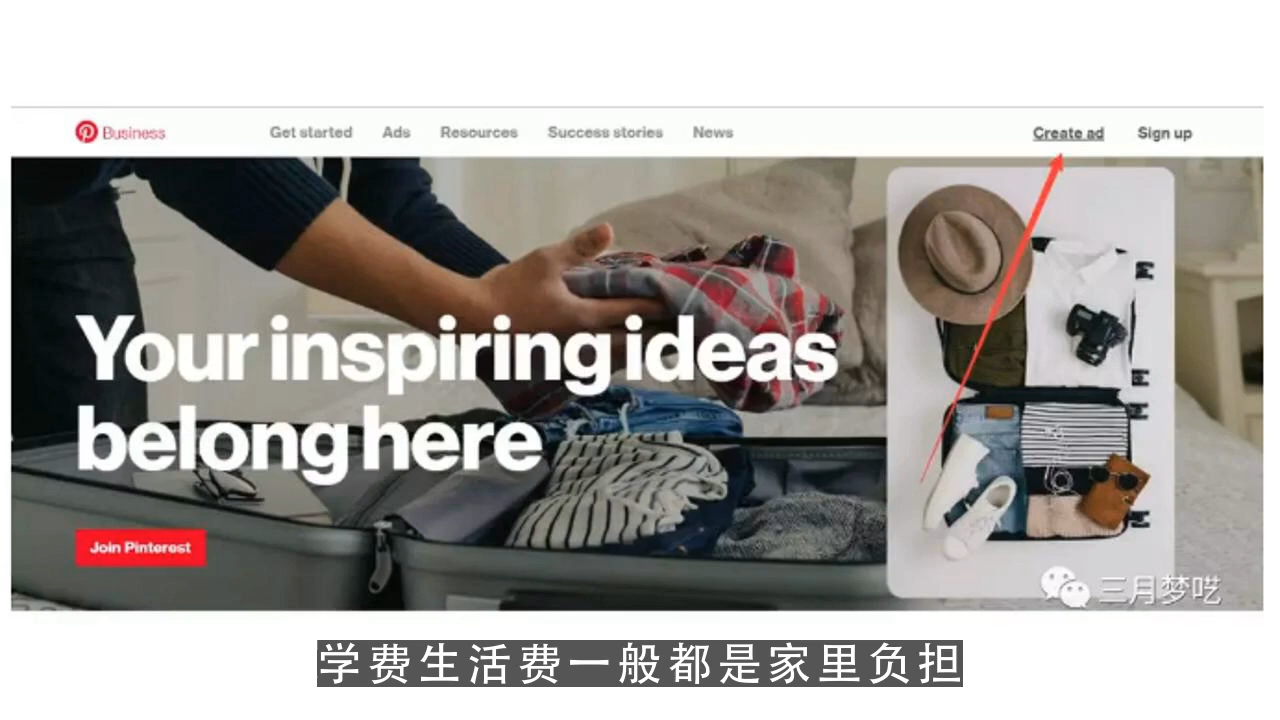 Business
Get started
Ads
Resources
Success stories
News
Create ad
Sign up
Your inspiring ideas
belong here
Join Pinterest
三月梦呓
学费生活费一般都是家里负担